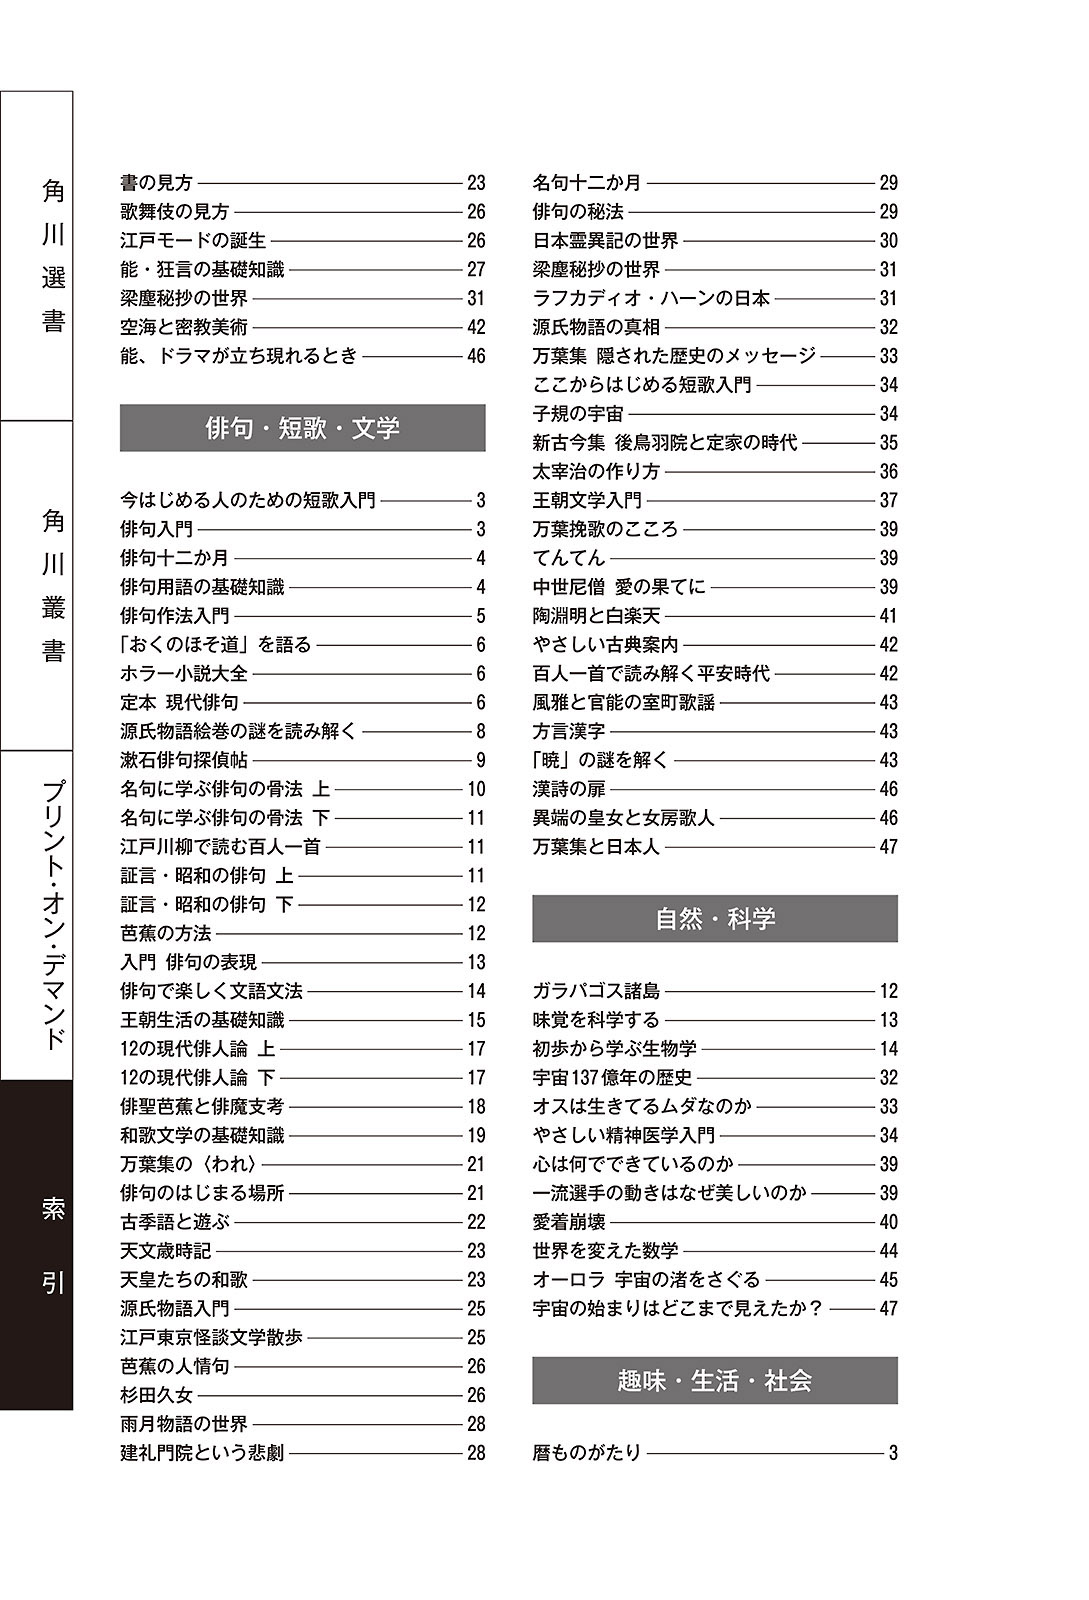 角川選書
角川叢書
プリント・オン・デマンド
索引
書の見方 23
歌舞伎の見方 26
江戸モードの誕生 26
能・狂言の基礎知識 27
梁塵秘抄の世界 31
空海と密教美術 42
能、ドラマが立ち現れるとき 46
俳句・短歌・文学
今はじめる人のための短歌入門 3
俳句入門 3
俳句十二か月 4
俳句用語の基礎知識 4
俳句作法入門 5
「おくのほそ道」を語る 6
ホラー小説大全 6
定本 現代俳句 6
源氏物語絵巻の謎を読み解く 8
漱石俳句探偵帖 9
名句に学ぶ俳句の骨法 上 10
名句に学ぶ俳句の骨法 下 11
江戸川柳で読む百人一首 11
証言・昭和の俳句 上 11
証言・昭和の俳句 下 12
芭蕉の方法 12
入門 俳句の表現 13
俳句で楽しく文語文法 14
王朝生活の基礎知識 15
12の現代俳人論 上 17
12の現代俳人論 下 17
俳聖芭蕉と俳魔支考 18
和歌文学の基礎知識 19
万葉集の〈われ〉 21
俳句のはじまる場所 21
古季語と遊ぶ 22
天文歳時記 23
天皇たちの和歌 23
源氏物語入門 25
江戸東京怪談文学散歩 25
芭蕉の人情句 26
杉田久女 26
雨月物語の世界 28
建礼門院という悲劇 28
名句十二か月 29
俳句の秘法 29
日本霊異記の世界 30
梁塵秘抄の世界 31
ラフカディオ・ハーンの日本 31
源氏物語の真相 32
万葉集 隠された歴史のメッセージ 33
ここからはじめる短歌入門 34
子規の宇宙 34
新古今集 後鳥羽院と定家の時代 35
太宰治の作り方 36
王朝文学入門 37
万葉挽歌のこころ 39
てんてん 39
中世尼僧 愛の果てに 39
陶淵明と白楽天 41
やさしい古典案内 42
百人一首で読み解く平安時代 42
風雅と官能の室町歌謡 43
方言漢字 43
「暁」の謎を解く 43
漢詩の扉 46
異端の皇女と女房歌人 46
万葉集と日本人 47
自然・科学
ガラパゴス諸島 12
味覚を科学する 13
初歩から学ぶ生物学 14
宇宙137億年の歴史 32
オスは生きてるムダなのか 33
やさしい精神医学入門 34
心は何でできているのか 39
一流選手の動きはなぜ美しいのか 39
愛着崩壊 40
世界を変えた数学 44
オーロラ 宇宙の渚をさぐる 45
宇宙の始まりはどこまで見えたか? 47
趣味・生活・社会
暦ものがたり 3